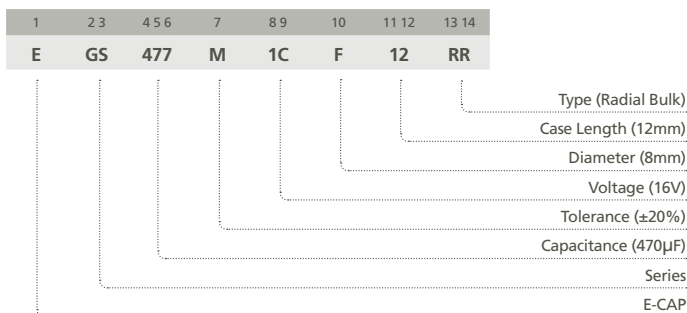 1 2 3 4 5 6 7 8 9 10 11 12 13 14
E GS 477 M 1C F 12 RR
Type (Radial Bulk)
Case Length (12mm)
Diameter (8mm)
Voltage (16V)
Tolerance (±20%)
Capacitance (470µF)
Series
E-CAP